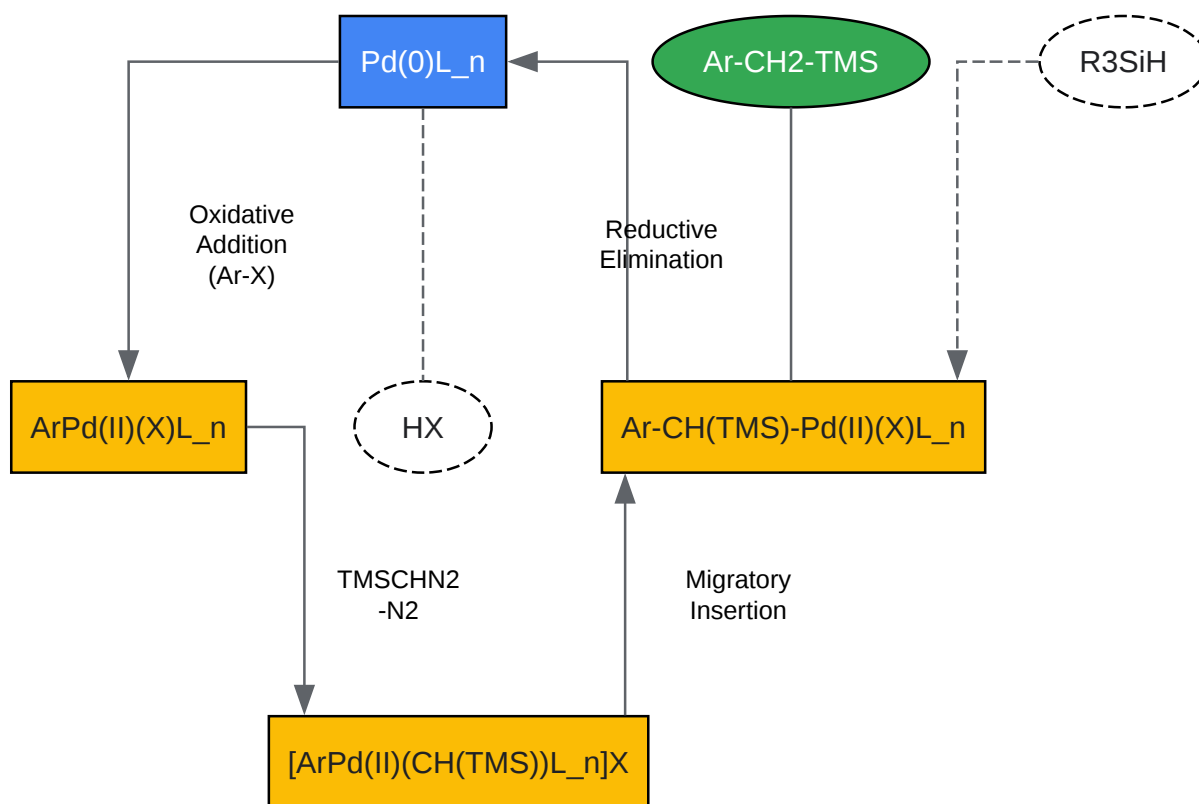 Pd(0)L_n
Ar-CH2-TMS
R3SiH
Oxidative
Addition
(Ar-X)
Reductive
Elimination
ArPd(II)(X)L_n
HX
Ar-CH(TMS)-Pd(II)(X)L_n
TMSCHN2
-N2
Migratory
Insertion
[ArPd(II)(CH(TMS))L_n]X